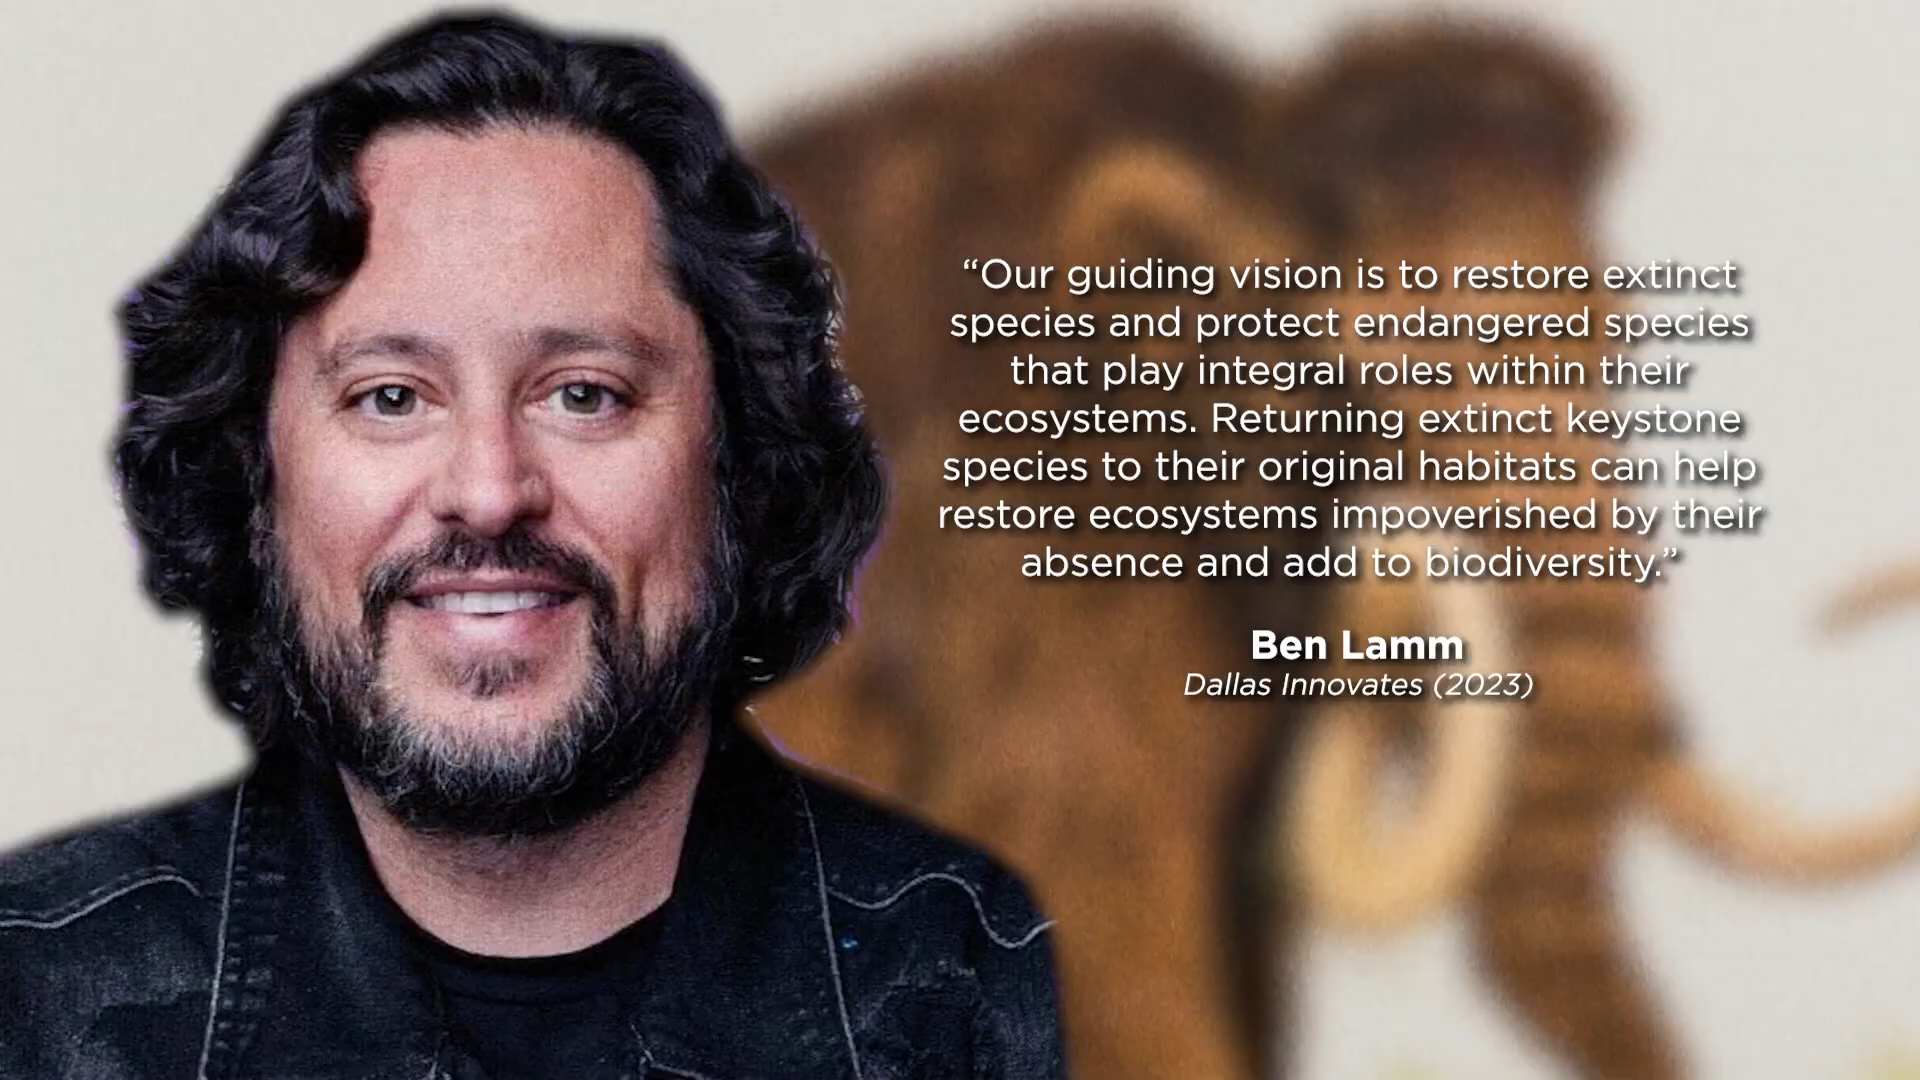 “Our guiding vision is to restore extinct
species and protect endangered species
that play integral roles within their
ecosystems. Returning extinct keystone
species to their original habitats can help
restore ecosystems impoverished by their
absence and add to biodiversity.”
Ben Lamm
Dallas Innovates (2023)